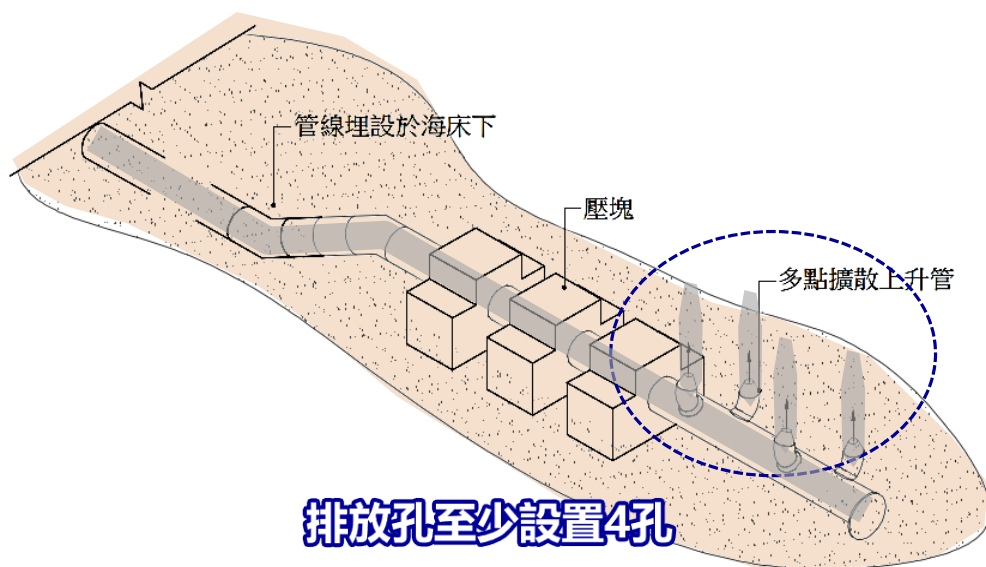 管線埋設於海床下
壓塊
多點擴散上升管
排放孔至少設置4孔